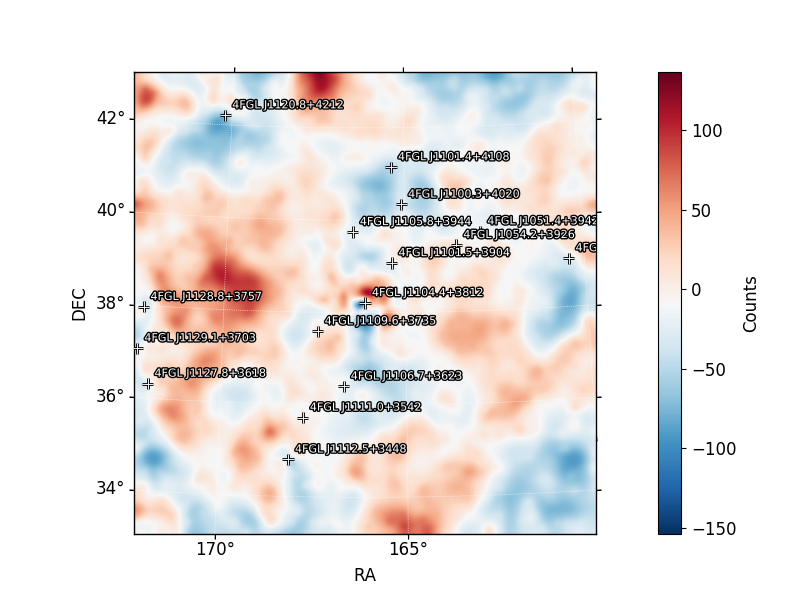 4FGL J1120.8+4212
4FGL J1101.4+4108
4FGL J1100.3+4020
4FGL J1105.8+3944
4FGL J1051.4+3942
4FGL J1054.2+3926
4FG
4FGL J1101.5+3904
4FGL J1104.4+3812
4FGL J1128.8+3757
4FGL J1109.6+3735
4FGL J1129.1+3703
4FGL J1127.8+3618
4FGL J1106.7+3623
4FGL J1111.0+3542
4FGL J1112.5+3448
42°
40°
38°
36°
34°
DEC
170°
165°
RA
100
50
0
−50
−100
−150
Counts